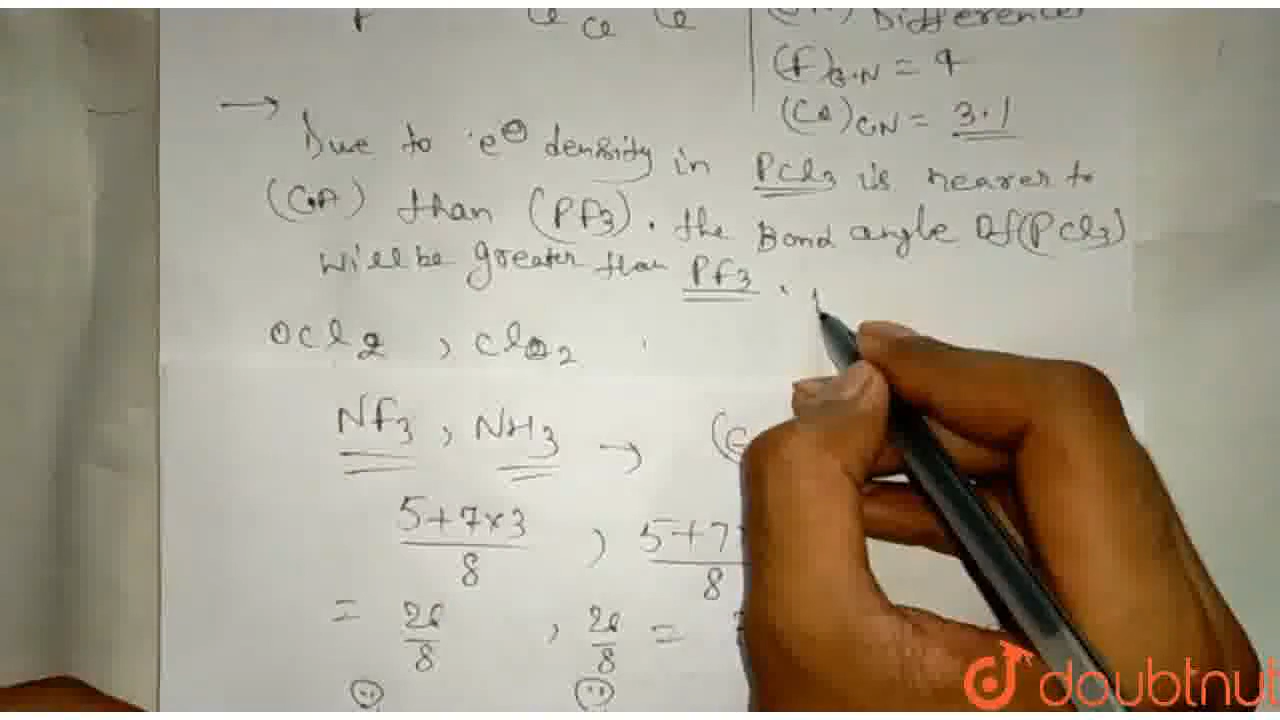 Difference
(F)E.N = 4
(Cl)EN = 3.1
→ Due to e⊖ density in PCl3 is nearer to
(C.A) than (PF3). the Bond angle Of (PCl3)
will be greater than PF3.
OCl2 , ClO2
NF3 , NH3 →
5+7×3 / 8 , 5+7 / 8
= 26/8 , 26/8 =
doubtnut